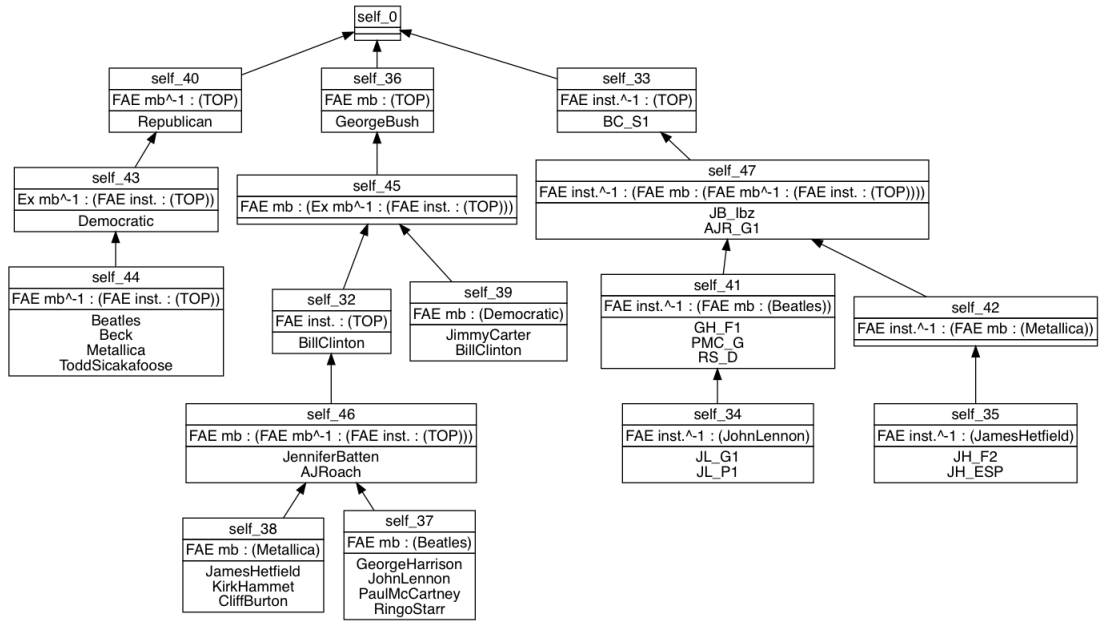 self_0
self_40
FAE mb^-1 : (TOP)
Republican
self_36
FAE mb : (TOP)
GeorgeBush
self_33
FAE inst.^-1 : (TOP)
BC_S1
self_43
Ex mb^-1 : (FAE inst. : (TOP))
Democratic
self_45
FAE mb : (Ex mb^-1 : (FAE inst. : (TOP)))
self_47
FAE inst.^-1 : (FAE mb : (FAE mb^-1 : (FAE inst. : (TOP))))
JB_Ibz
AJR_G1
self_44
FAE mb^-1 : (FAE inst. : (TOP))
Beatles
Beck
Metallica
ToddSicakafoose
self_32
FAE inst. : (TOP)
BillClinton
self_39
FAE mb : (Democratic)
JimmyCarter
BillClinton
self_41
FAE inst.^-1 : (FAE mb : (Beatles))
GH_F1
PMC_G
RS_D
self_42
FAE inst.^-1 : (FAE mb : (Metallica))
self_46
FAE mb : (FAE mb^-1 : (FAE inst. : (TOP)))
JenniferBatten
AJRoach
self_34
FAE inst.^-1 : (JohnLennon)
JL_G1
JL_P1
self_35
FAE inst.^-1 : (JamesHetfield)
JH_F2
JH_ESP
self_38
FAE mb : (Metallica)
JamesHetfield
KirkHammet
CliffBurton
self_37
FAE mb : (Beatles)
GeorgeHarrison
JohnLennon
PaulMcCartney
RingoStarr